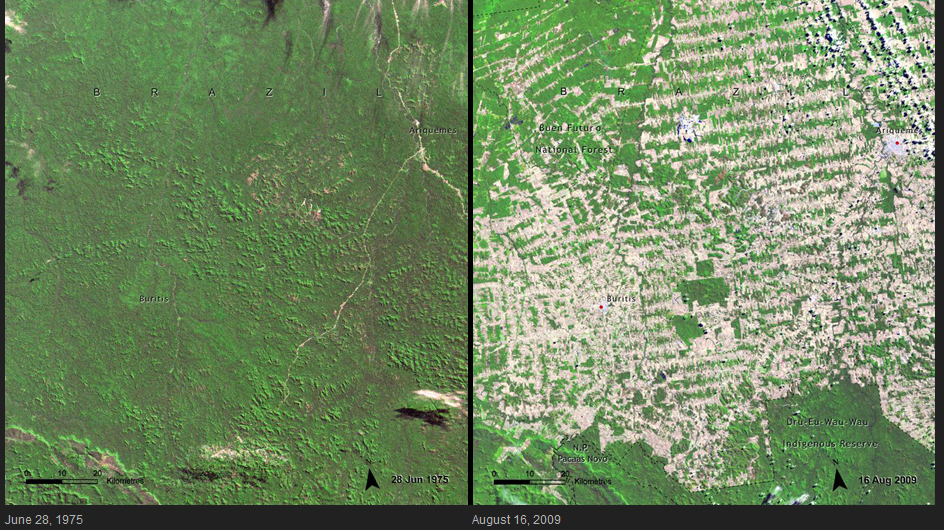 B R A Z I L
Ariquemes
Buritis
0 10 20
Kilometres
N
28 Jun 1975
June 28, 1975
B R A Z I L
Buen Futuro
National Forest
Ariquemes
Buritis
Uru-Eu-Wau-Wau
Indigenous Reserve
N.P.
Pacaás Novo
0 10 20
Kilometres
N
16 Aug 2009
August 16, 2009